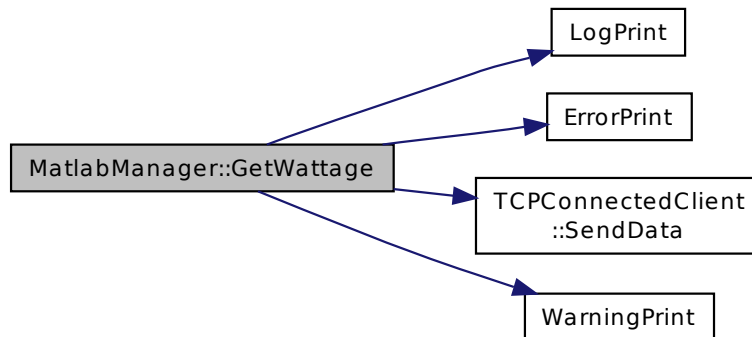 LogPrint
ErrorPrint
MatlabManager::GetWattage
TCPConnectedClient
::SendData
WarningPrint